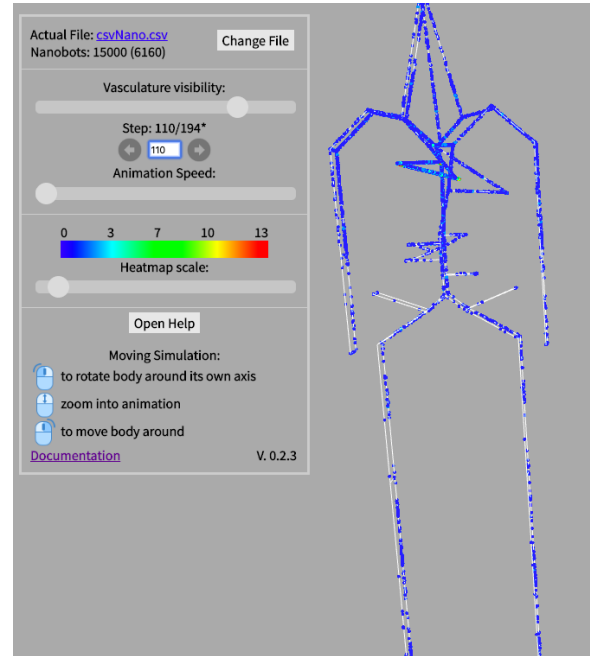 Actual File: csvNano.csv
Change File
Nanobots: 15000 (6160)
Vasculature visibility:
Step: 110/194*
110
Animation Speed:
0 3 7 10 13
Heatmap scale:
Open Help
Moving Simulation:
to rotate body around its own axis
zoom into animation
to move body around
Documentation V. 0.2.3